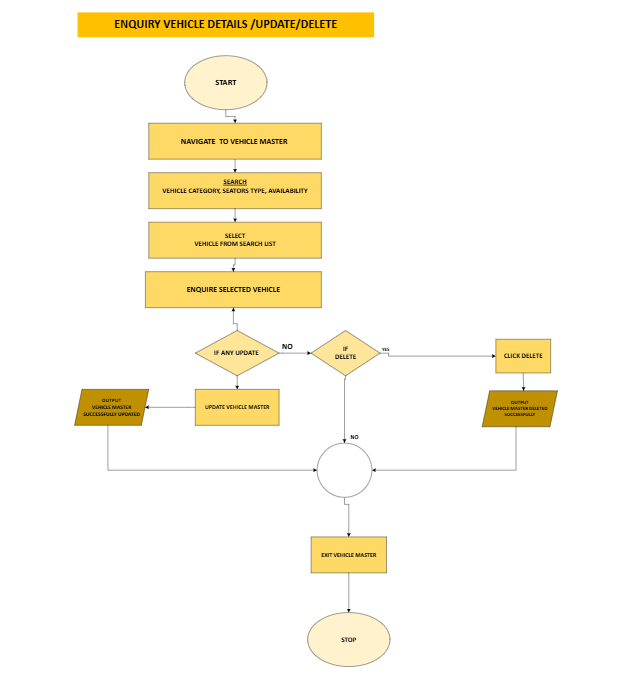 ENQUIRY VEHICLE DETAILS /UPDATE/DELETE
START
NAVIGATE TO VEHICLE MASTER
SEARCH
VEHICLE CATEGORY, SEATORS TYPE, AVAILABILITY
SELECT
VEHICLE FROM SEARCH LIST
ENQUIRE SELECTED VEHICLE
IF ANY UPDATE
NO
IF
DELETE
YES
CLICK DELETE
OUTPUT
VEHICLE MASTER
SUCCESSFULLY UPDATED
UPDATE VEHICLE MASTER
OUTPUT
VEHICLE MASTER DELETED
SUCCESSFULLY
NO
EXIT VEHICLE MASTER
STOP